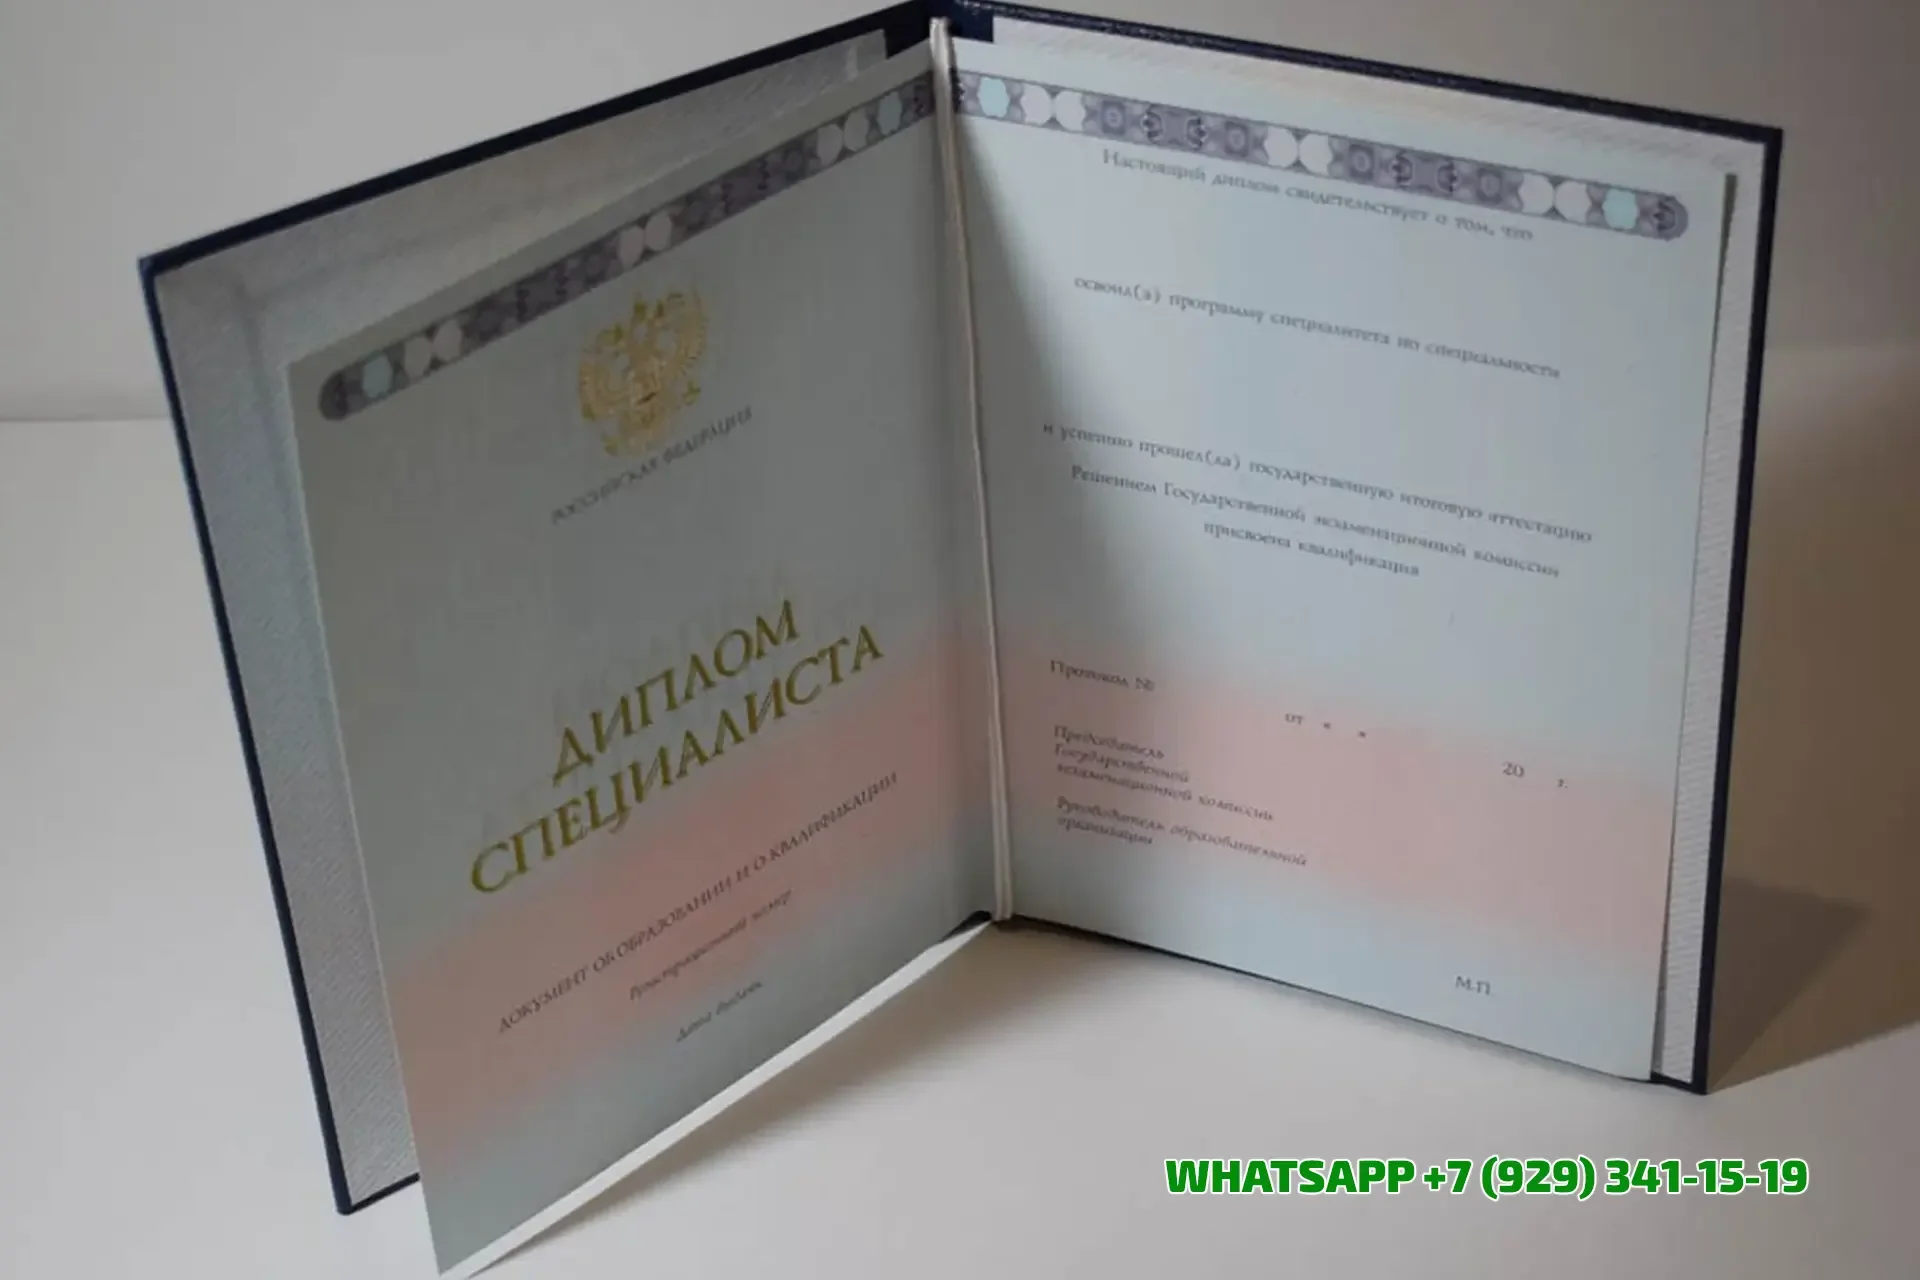 РОССИЙСКАЯ ФЕДЕРАЦИЯ
ДИПЛОМ
СПЕЦИАЛИСТА
ДОКУМЕНТ ОБ ОБРАЗОВАНИИ И О КВАЛИФИКАЦИИ
Регистрационный номер
Дата выдачи
Настоящий диплом свидетельствует о том, что
освоил(а) программу специалитета по специальности
и успешно прошел(ла) государственную итоговую аттестацию
Решением Государственной экзаменационной комиссии
присвоена квалификация
Протокол №
от « »
20 г.
Председатель
Государственной
экзаменационной комиссии
Руководитель образовательной
организации
М.П.
WHATSAPP +7 (929) 341-15-19